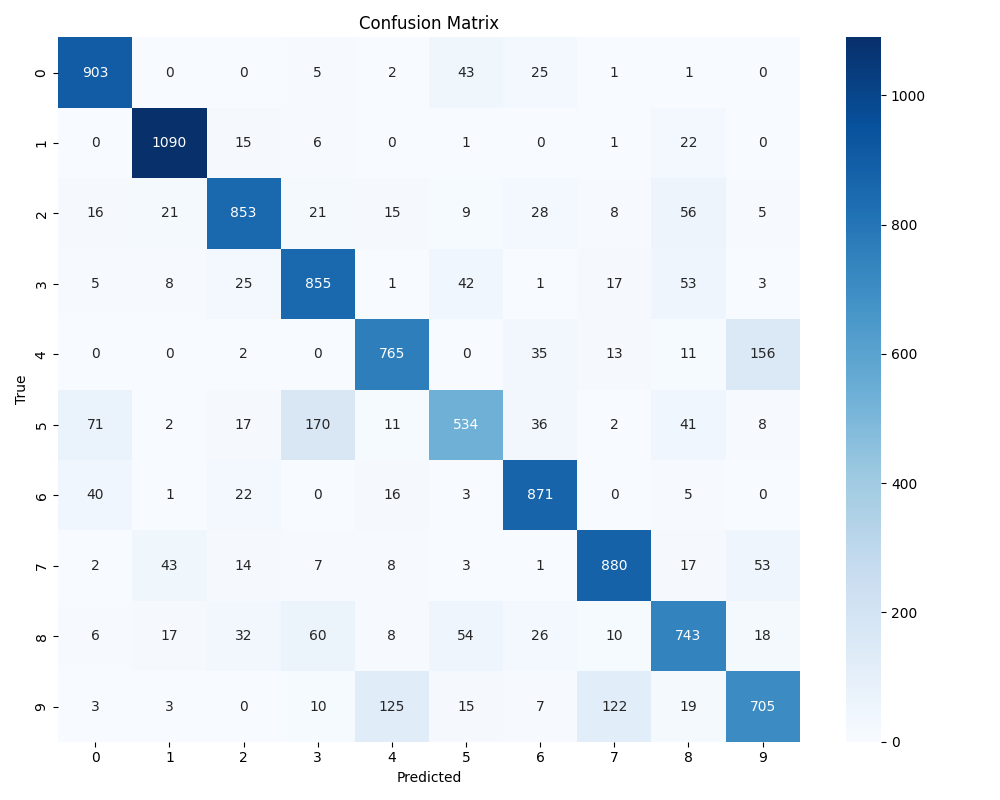 Confusion Matrix
0 903 0 0 5 2 43 25 1 1 0
1 0 1090 15 6 0 1 0 1 22 0
2 16 21 853 21 15 9 28 8 56 5
3 5 8 25 855 1 42 1 17 53 3
4 0 0 2 0 765 0 35 13 11 156
5 71 2 17 170 11 534 36 2 41 8
6 40 1 22 0 16 3 871 0 5 0
7 2 43 14 7 8 3 1 880 17 53
8 6 17 32 60 8 54 26 10 743 18
9 3 3 0 10 125 15 7 122 19 705
0 1 2 3 4 5 6 7 8 9
Predicted
True
1000
800
600
400
200
0